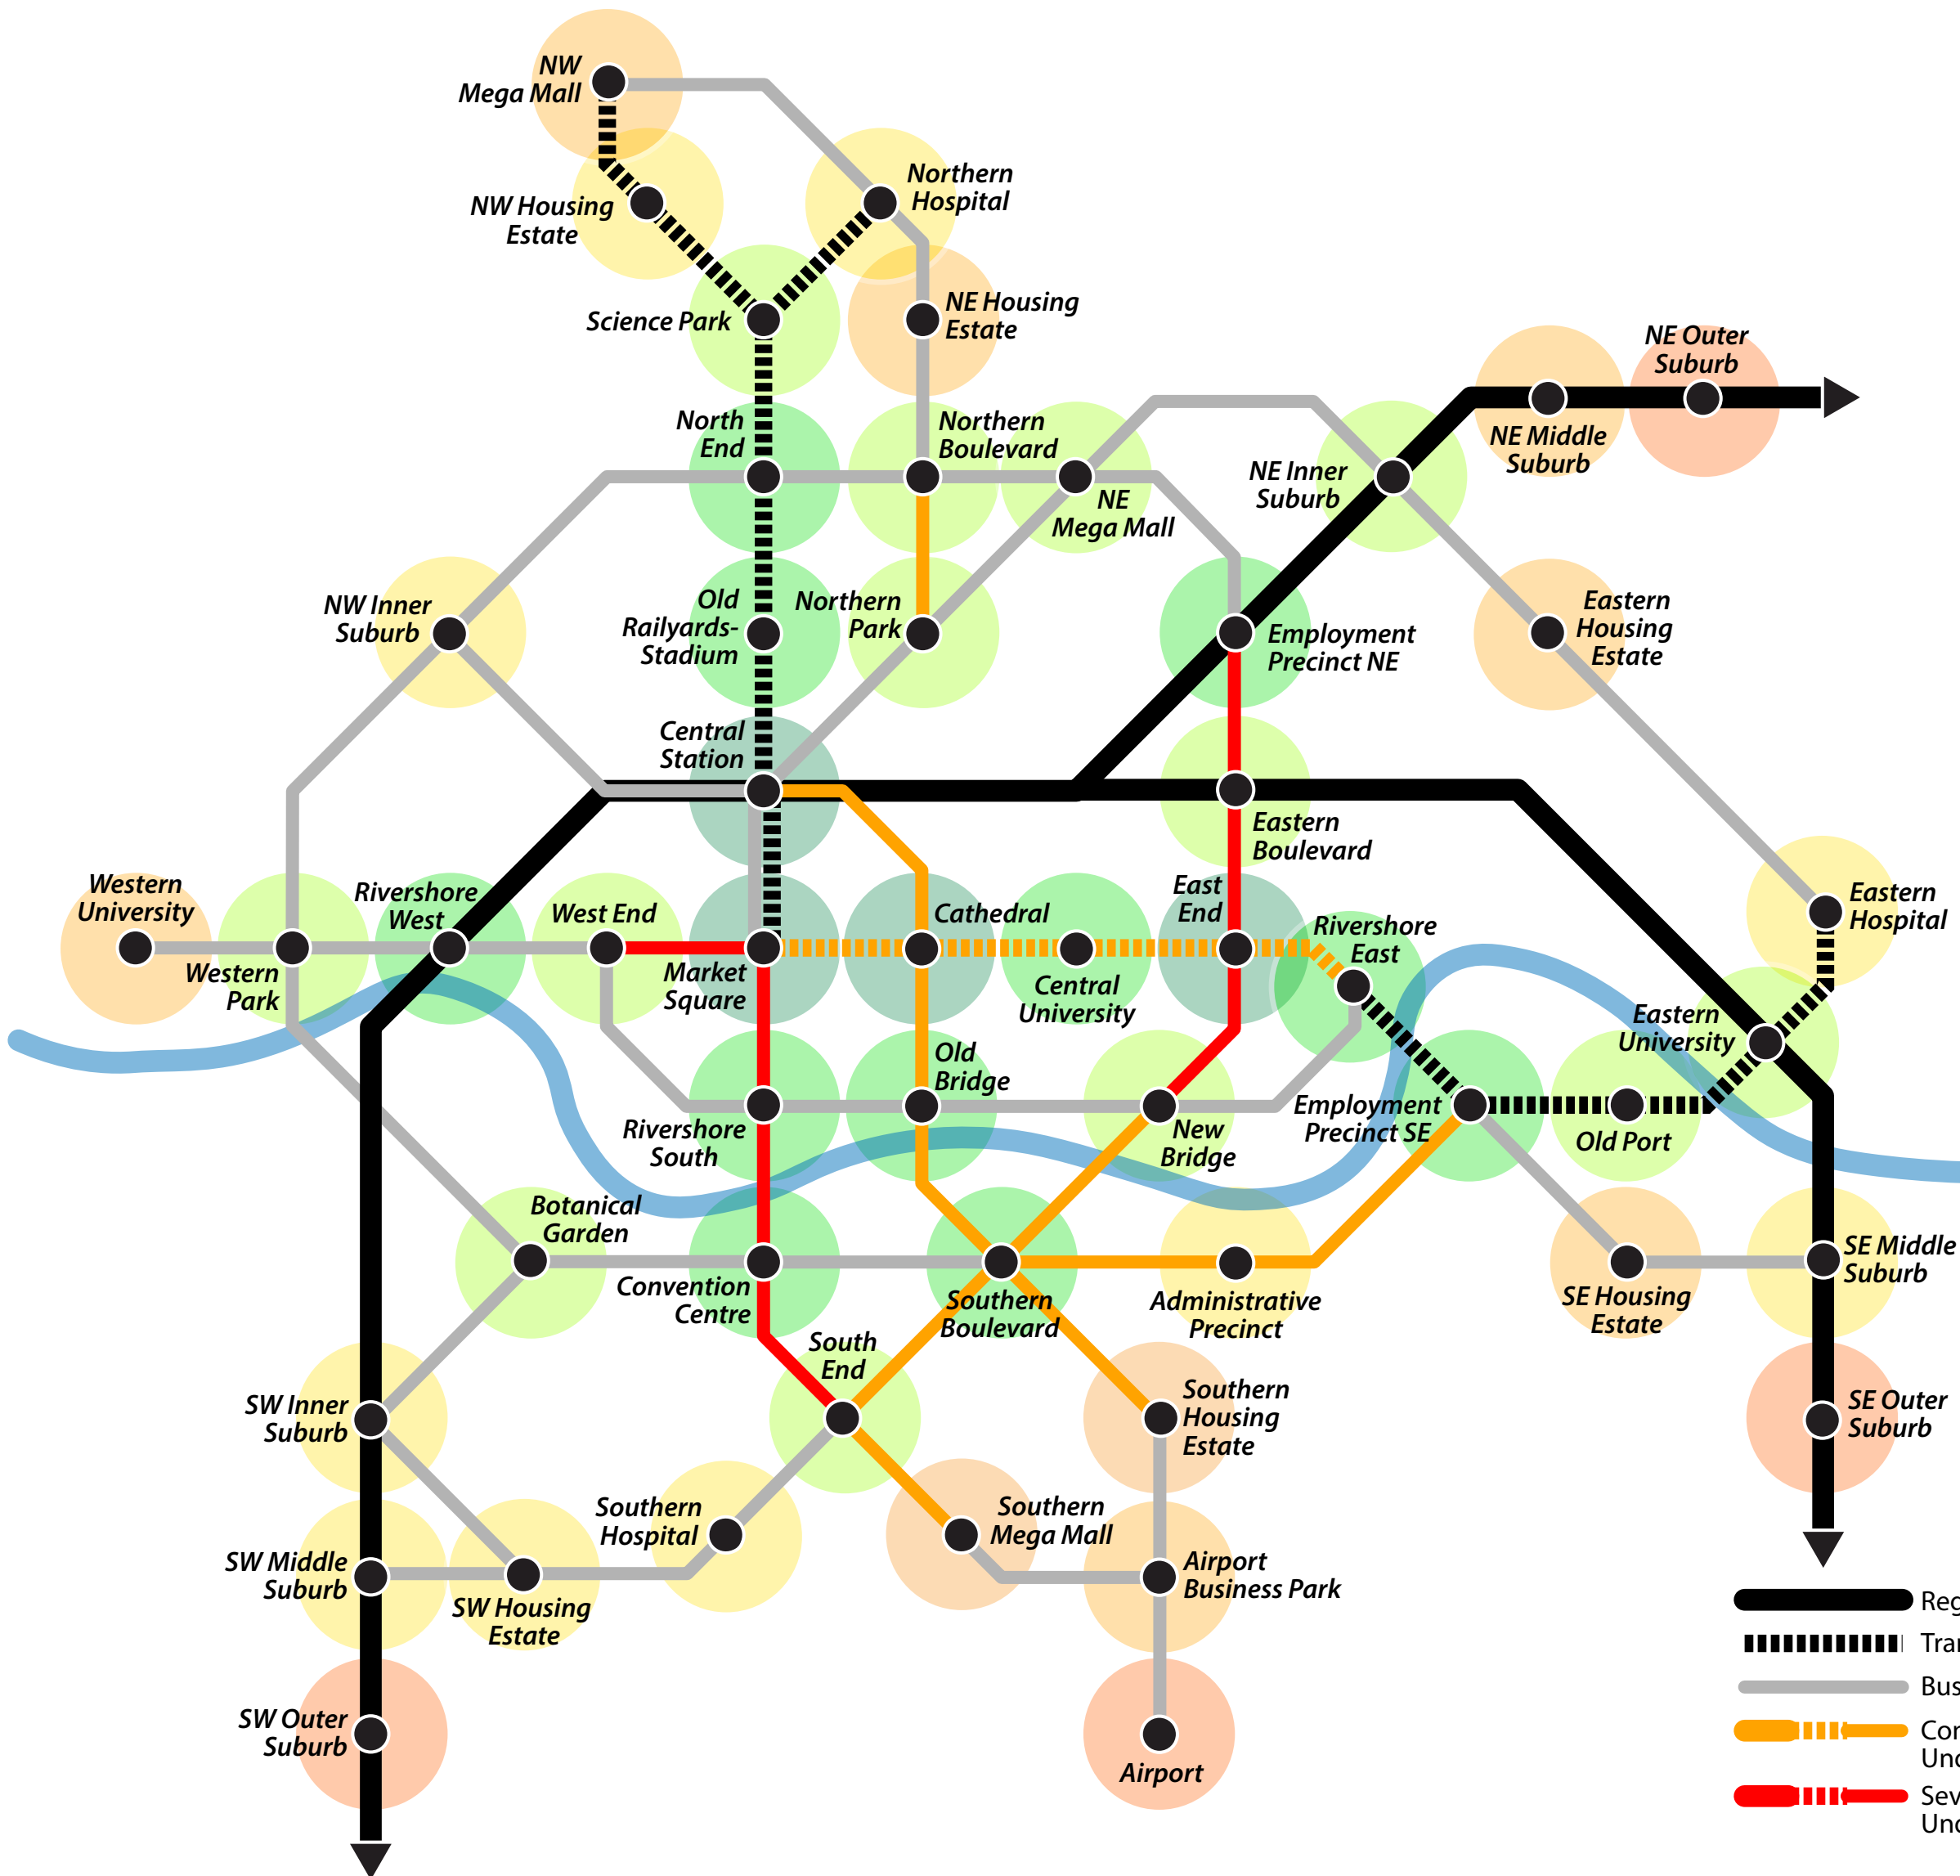 NW
Mega Mall
Northern
Hospital
NW Housing
Estate
Science Park
NE Housing
Estate
NE Outer
Suburb
North
End
Northern
Boulevard
NE Middle
Suburb
NE Inner
Suburb
NE
Mega Mall
NW Inner
Suburb
Old
Railyards-
Stadium
Northern
Park
Employment
Precinct NE
Eastern
Housing
Estate
Central
Station
Eastern
Boulevard
Western
University
Rivershore
West
West End
Cathedral
East
End
Rivershore
East
Eastern
Hospital
Western
Park
Market
Square
Central
University
Eastern
University
Old
Bridge
Rivershore
South
New
Bridge
Employment
Precinct SE
Old Port
Botanical
Garden
Convention
Centre
Southern
Boulevard
Administrative
Precinct
SE Housing
Estate
SE Middle
Suburb
South
End
SW Inner
Suburb
Southern
Housing
Estate
SE Outer
Suburb
Southern
Hospital
Southern
Mega Mall
SW Middle
Suburb
SW Housing
Estate
Airport
Business Park
SW Outer
Suburb
Airport
Reg
Tra
Bus
Con
Und
Sev
Und